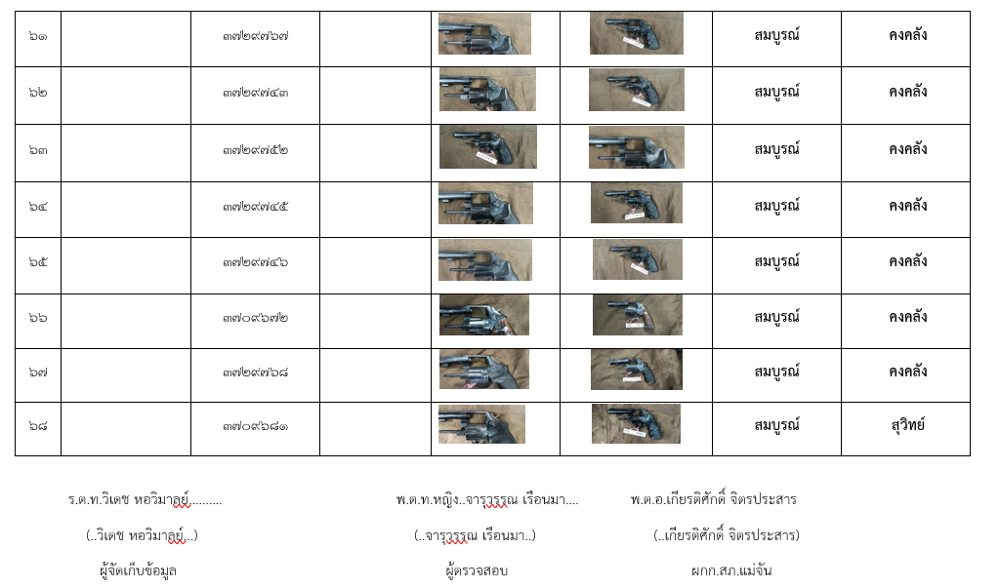 ๖๑ ๓๗๒๙๗๖๗ สมบูรณ์ คงคลัง
๖๒ ๓๗๒๙๗๔๓ สมบูรณ์ คงคลัง
๖๓ ๓๗๒๙๗๕๒ สมบูรณ์ คงคลัง
๖๔ ๓๗๒๙๗๔๕ สมบูรณ์ คงคลัง
๖๕ ๓๗๒๙๗๔๖ สมบูรณ์ คงคลัง
๖๖ ๓๗๐๙๖๗๒ สมบูรณ์ คงคลัง
๖๗ ๓๗๒๙๗๖๘ สมบูรณ์ คงคลัง
๖๘ ๓๗๐๙๖๘๑ สมบูรณ์ สุวิทย์
ร.ต.ท.วิเดช หอวิมาลุย์.......... พ.ต.ท.หญิง..จารุวรรณ เรือนมา.... พ.ต.อ.เกียรติศักดิ์ จิตรประสาร
(..วิเดช หอวิมาลุย์...) (..จารุวรรณ เรือนมา..) (..เกียรติศักดิ์ จิตรประสาร)
ผู้จัดเก็บข้อมูล ผู้ตรวจสอบ ผกก.สภ.แม่จัน